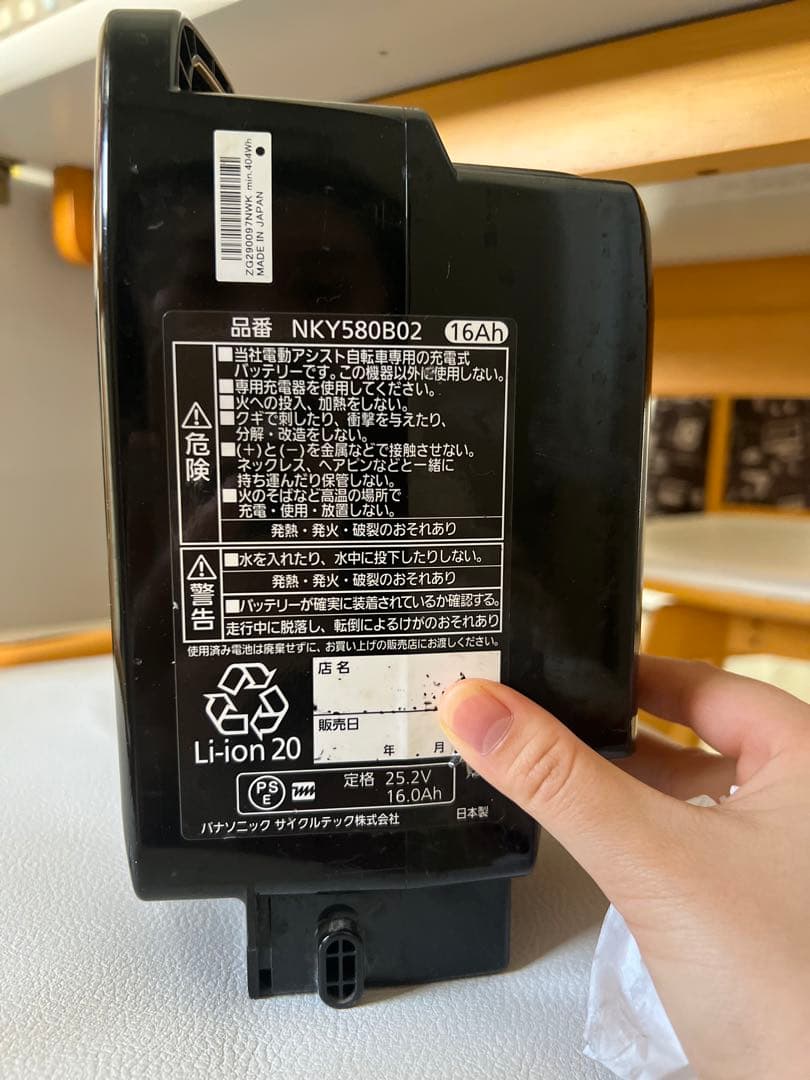 ZG290097NWK min.404Wh
MADE IN JAPAN
品番 NKY580B02 16Ah
危険
■当社電動アシスト自転車専用の充電式
バッテリーです。この機器以外に使用しない。
■専用充電器を使用してください。
■火への投入、加熱をしない。
■クギで刺したり、衝撃を与えたり、
分解・改造をしない。
■(+)と(−)を金属などで接触させない。
ネックレス、ヘアピンなどと一緒に
持ち運んだり保管しない。
■火のそばなど高温の場所で
充電・使用・放置しない。
発熱・発火・破裂のおそれあり
警告
■水を入れたり、水中に投下したりしない。
発熱・発火・破裂のおそれあり
■バッテリーが確実に装着されているか確認する。
走行中に脱落し、転倒によるけがのおそれあり
使用済み電池は廃棄せずに、お買い上げの販売店にお渡しください。
店名
販売日
年 月
Li-ion 20
PSE
定格 25.2V
16.0Ah
パナソニック サイクルテック株式会社
日本製